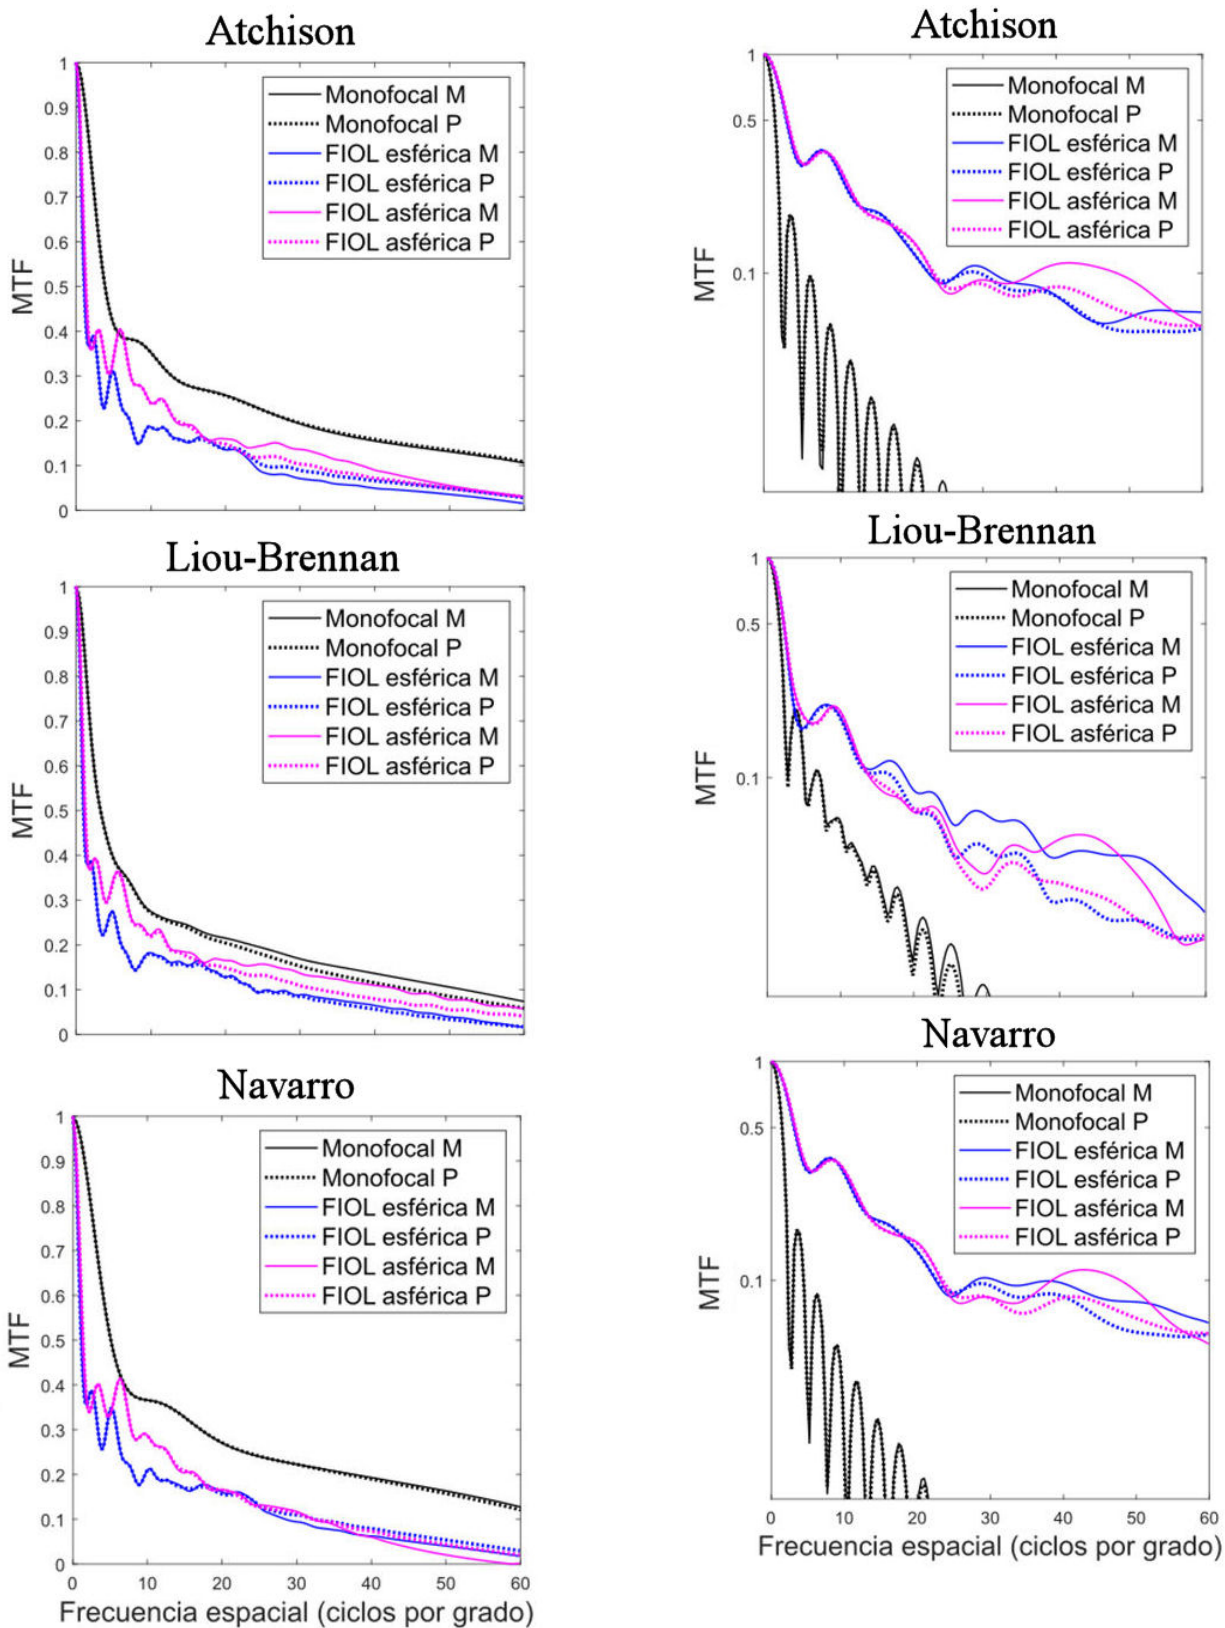 Atchison
1
0.9
0.8
0.7
0.6
0.5
0.4
0.3
0.2
0.1
0
MTF
Monofocal M
Monofocal P
FIOL esférica M
FIOL esférica P
FIOL asférica M
FIOL asférica P
Atchison
1
0.5
0.1
MTF
Monofocal M
Monofocal P
FIOL esférica M
FIOL esférica P
FIOL asférica M
FIOL asférica P
Liou-Brennan
1
0.9
0.8
0.7
0.6
0.5
0.4
0.3
0.2
0.1
0
MTF
Monofocal M
Monofocal P
FIOL esférica M
FIOL esférica P
FIOL asférica M
FIOL asférica P
Liou-Brennan
1
0.5
0.1
MTF
Monofocal M
Monofocal P
FIOL esférica M
FIOL esférica P
FIOL asférica M
FIOL asférica P
Navarro
1
0.9
0.8
0.7
0.6
0.5
0.4
0.3
0.2
0.1
0
MTF
Monofocal M
Monofocal P
FIOL esférica M
FIOL esférica P
FIOL asférica M
FIOL asférica P
0 10 20 30 40 50 60
Frecuencia espacial (ciclos por grado)
Navarro
1
0.5
0.1
MTF
Monofocal M
Monofocal P
FIOL esférica M
FIOL esférica P
FIOL asférica M
FIOL asférica P
0 10 20 30 40 50 60
Frecuencia espacial (ciclos por grado)